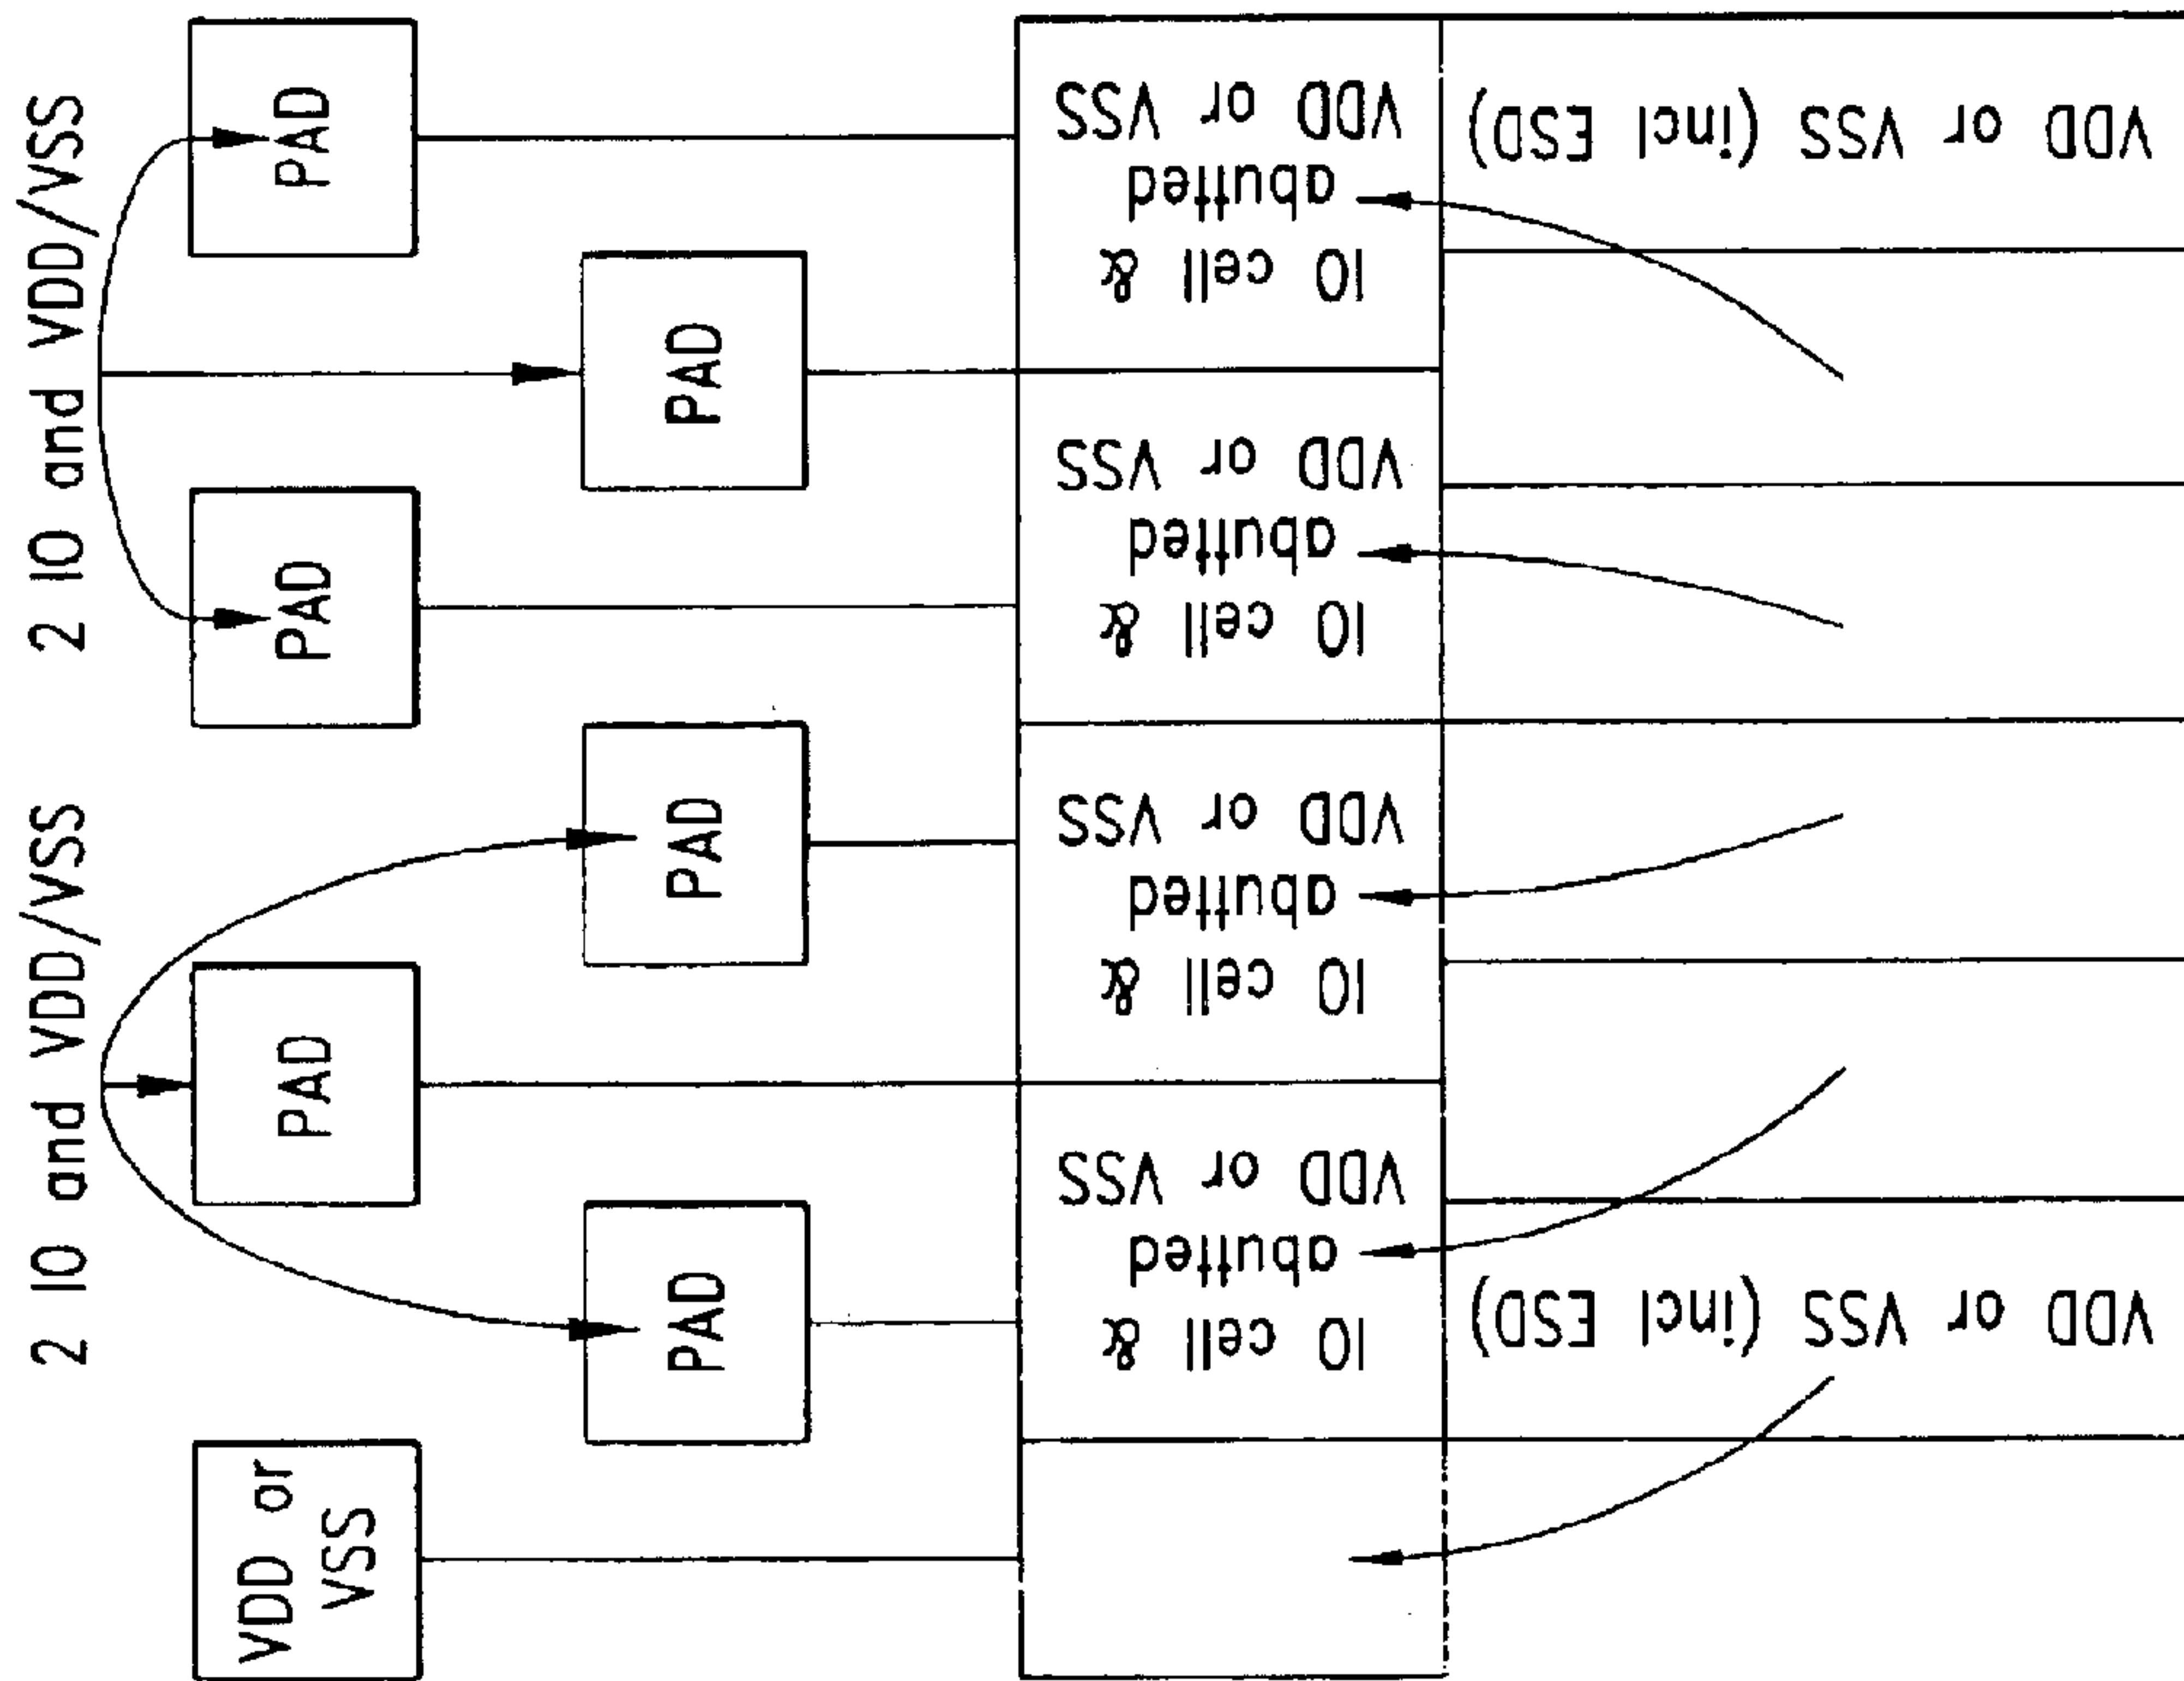 2 IO and VDD/VSS
2 IO and VDD/VSS
VDD or
VSS
PAD
PAD
PAD
PAD
PAD
PAD
IO cell &
abutted
VDD or VSS
IO cell &
abutted
VDD or VSS
IO cell &
abutted
VDD or VSS
IO cell &
abutted
VDD or VSS
VDD or VSS (incl ESD)
VDD or VSS (incl ESD)